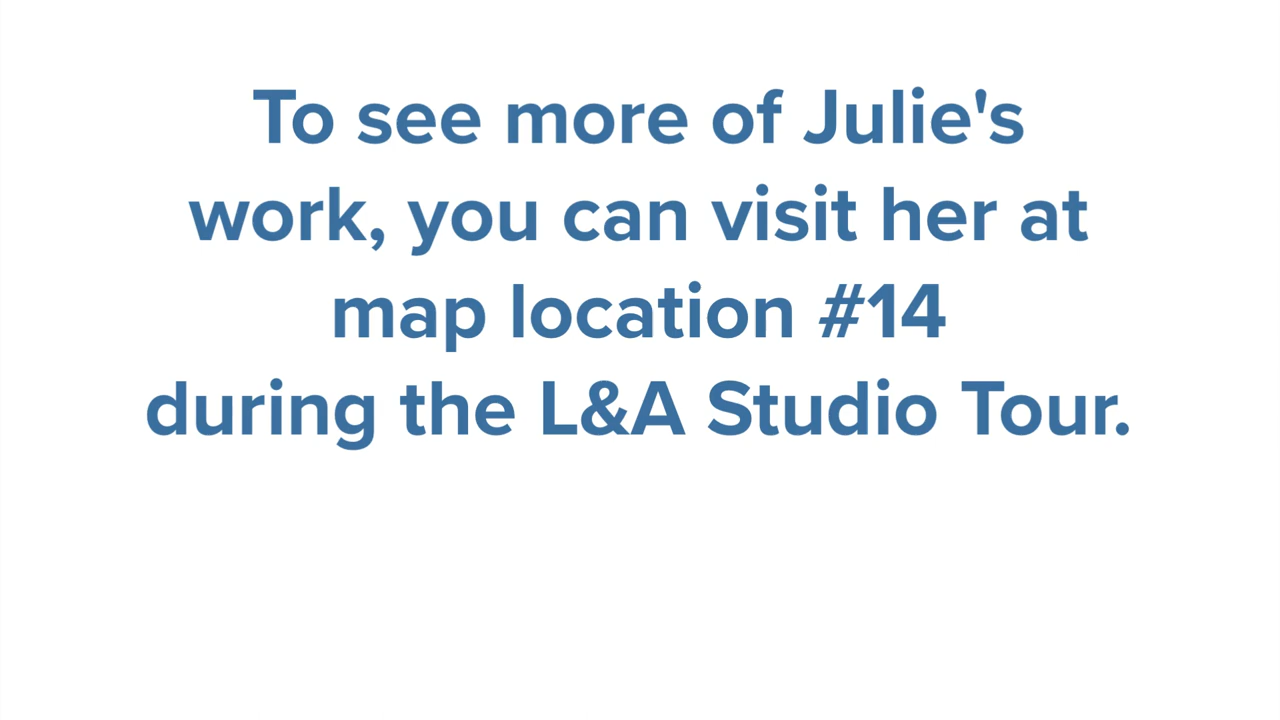 To see more of Julie's
work, you can visit her at
map location #14
during the L&A Studio Tour.